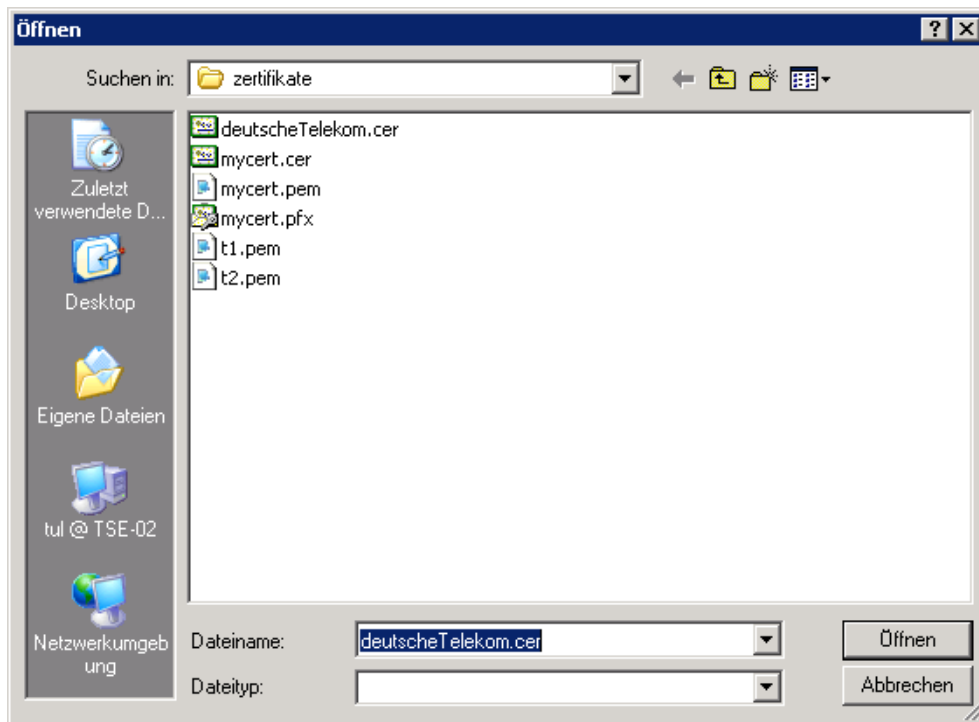 Öffnen
Suchen in:
zertifikate
Zuletzt
verwendete D...
Desktop
Eigene Dateien
tul @ TSE-02
Netzwerkumgeb
ung
deutscheTelekom.cer
mycert.cer
mycert.pem
mycert.pfx
t1.pem
t2.pem
Dateiname:
deutscheTelekom.cer
Öffnen
Dateityp:
Abbrechen